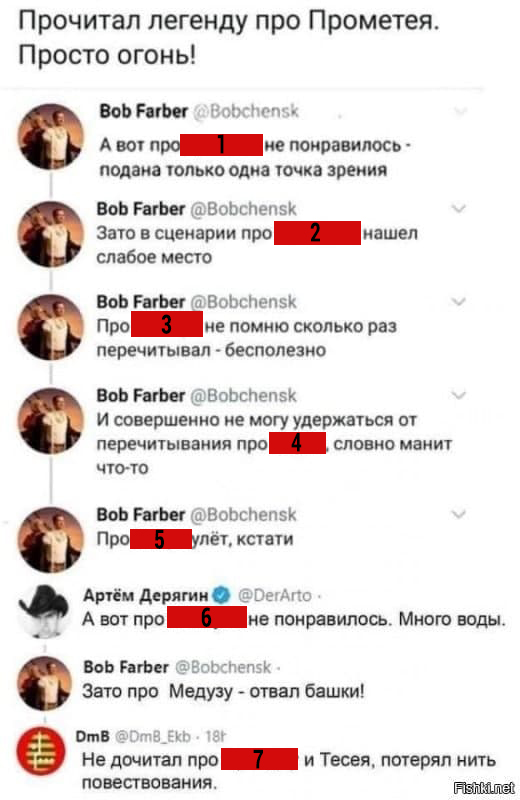 Прочитал легенду про Прометея.
Просто огонь!
Bob Farber @Bobchensk
А вот про 1 не понравилось -
подана только одна точка зрения
Bob Farber @Bobchensk
Зато в сценарии про 2 нашел
слабое место
Bob Farber @Bobchensk
Про 3 не помню сколько раз
перечитывал - бесполезно
Bob Farber @Bobchensk
И совершенно не могу удержаться от
перечитывания про 4, словно манит
что-то
Bob Farber @Bobchensk
Про 5 улёт, кстати
Артём Дерягин @DerArto ·
А вот про 6 не понравилось. Много воды.
Bob Farber @Bobchensk ·
Зато про Медузу - отвал башки!
DmB @DmB_Ekb · 18h
Не дочитал про 7 и Тесея, потерял нить
повествования.
Fishki.net